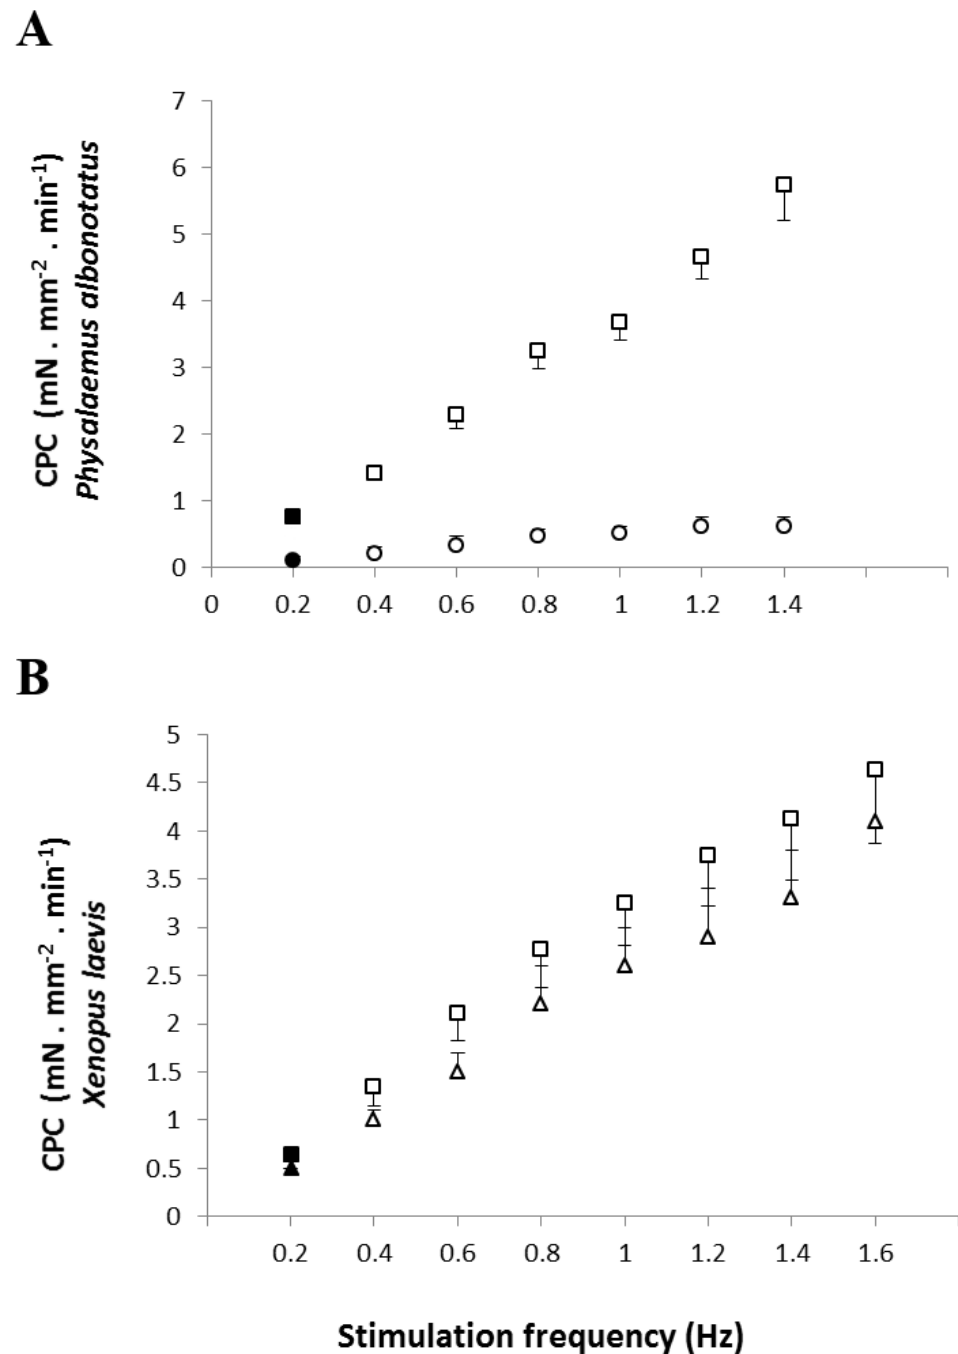 A
CPC (mN . mm-2 . min-1)
Physalaemus albonotatus
7
6
5
4
3
2
1
0
0 0.2 0.4 0.6 0.8 1 1.2 1.4
B
CPC (mN . mm-2 . min-1)
Xenopus laevis
5
4.5
4
3.5
3
2.5
2
1.5
1
0.5
0
0.2 0.4 0.6 0.8 1 1.2 1.4 1.6
Stimulation frequency (Hz)